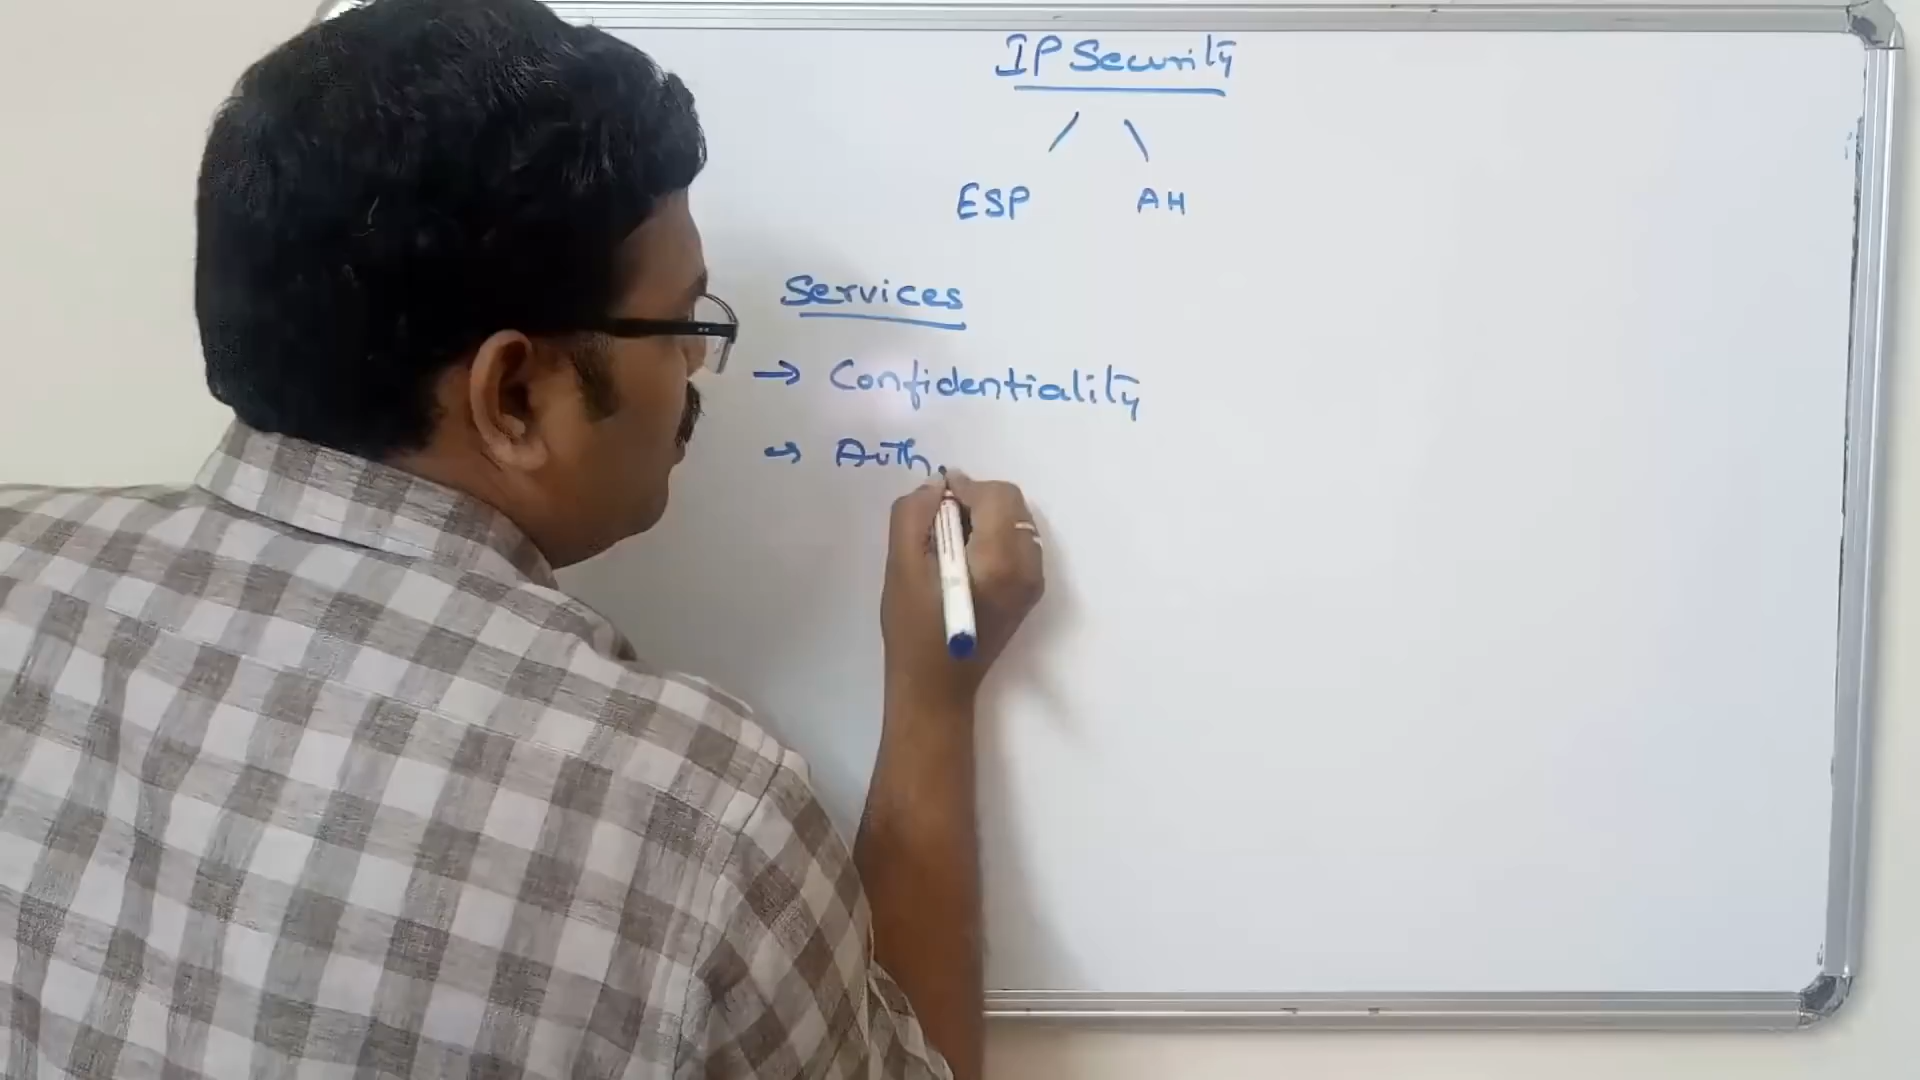 IP Security
ESP AH
Services
→ Confidentiality
→ Auth